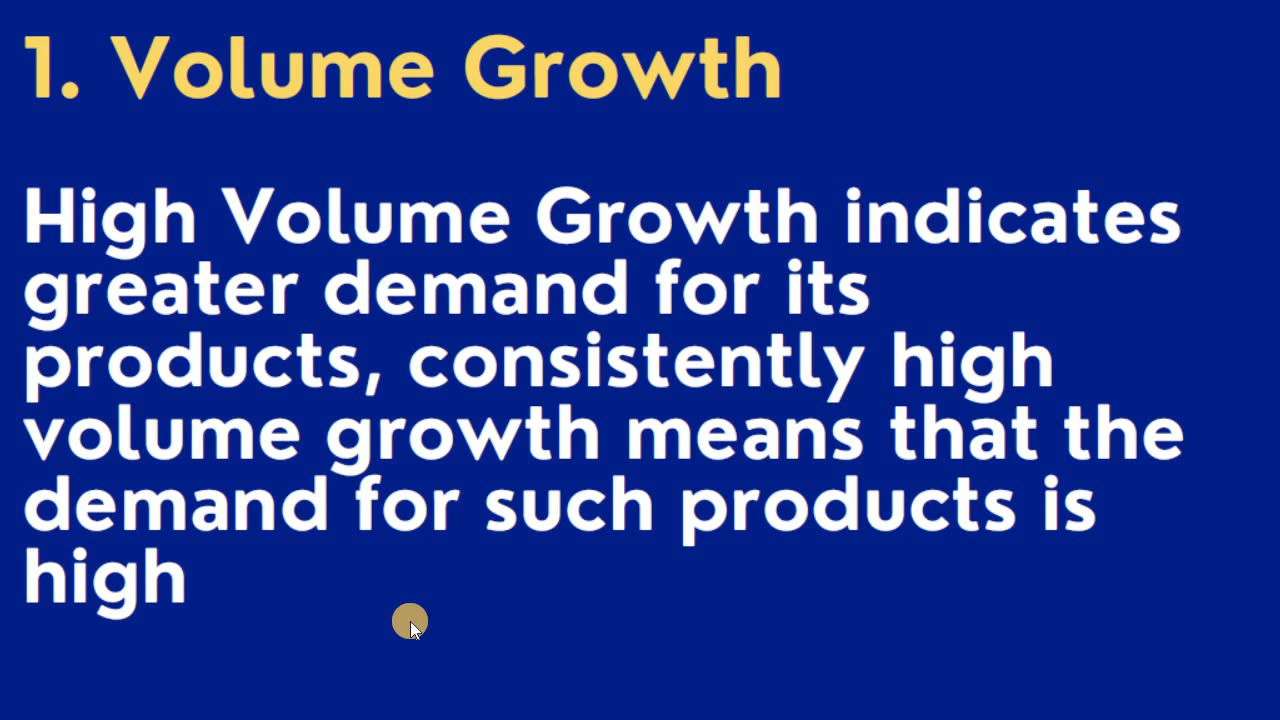 1. Volume Growth
High Volume Growth indicates
greater demand for its
products, consistently high
volume growth means that the
demand for such products is
high